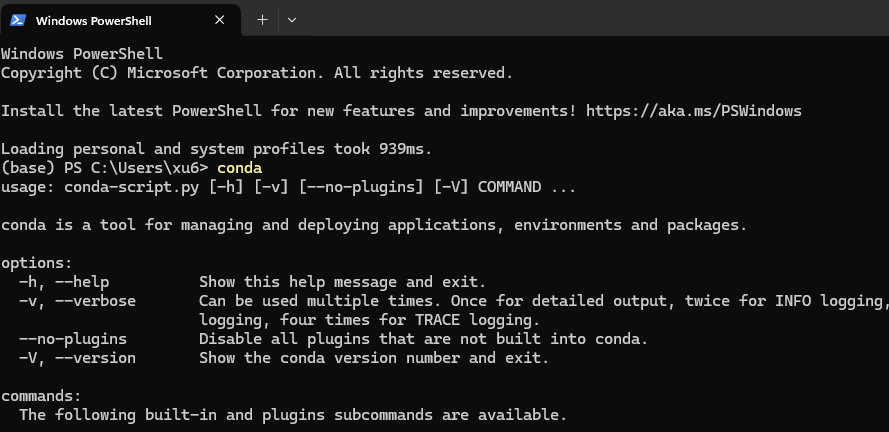 Windows PowerShell
Windows PowerShell
Copyright (C) Microsoft Corporation. All rights reserved.
Install the latest PowerShell for new features and improvements! https://aka.ms/PSWindows
Loading personal and system profiles took 939ms.
(base) PS C:\Users\xu6> conda
usage: conda-script.py [-h] [-v] [--no-plugins] [-V] COMMAND ...
conda is a tool for managing and deploying applications, environments and packages.
options:
-h, --help Show this help message and exit.
-v, --verbose Can be used multiple times. Once for detailed output, twice for INFO logging,
logging, four times for TRACE logging.
--no-plugins Disable all plugins that are not built into conda.
-V, --version Show the conda version number and exit.
commands:
The following built-in and plugins subcommands are available.